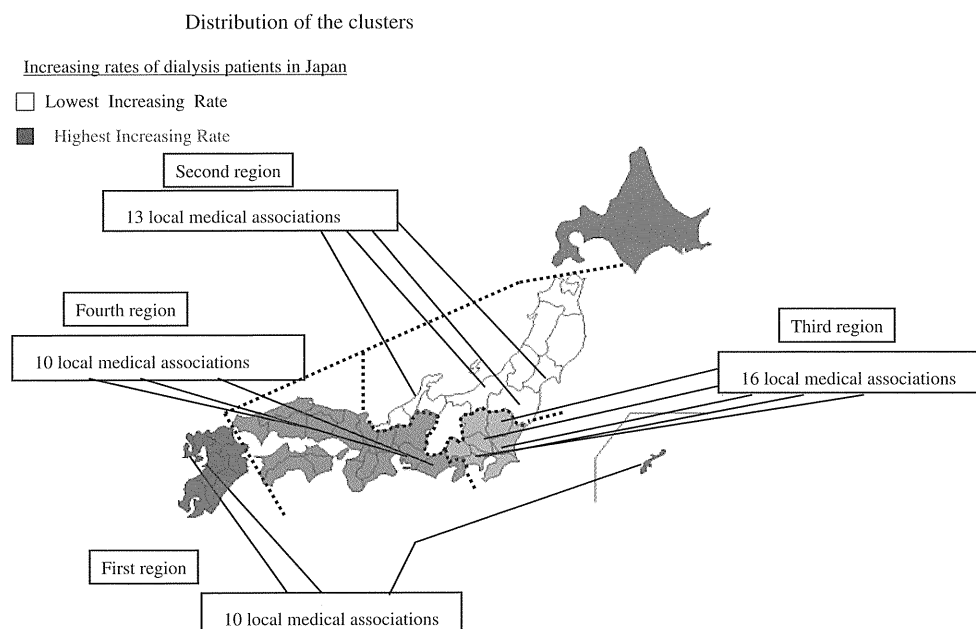 Distribution of the clusters
Increasing rates of dialysis patients in Japan
Lowest Increasing Rate
Highest Increasing Rate
Second region
13 local medical associations
Fourth region
10 local medical associations
Third region
16 local medical associations
First region
10 local medical associations